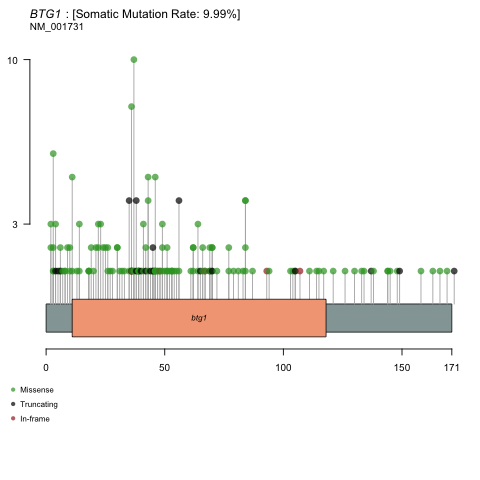 BTG1 : [Somatic Mutation Rate: 9.99%]
NM_001731
10
3
btg1
0 50 100 150 171
Missense
Truncating
In-frame